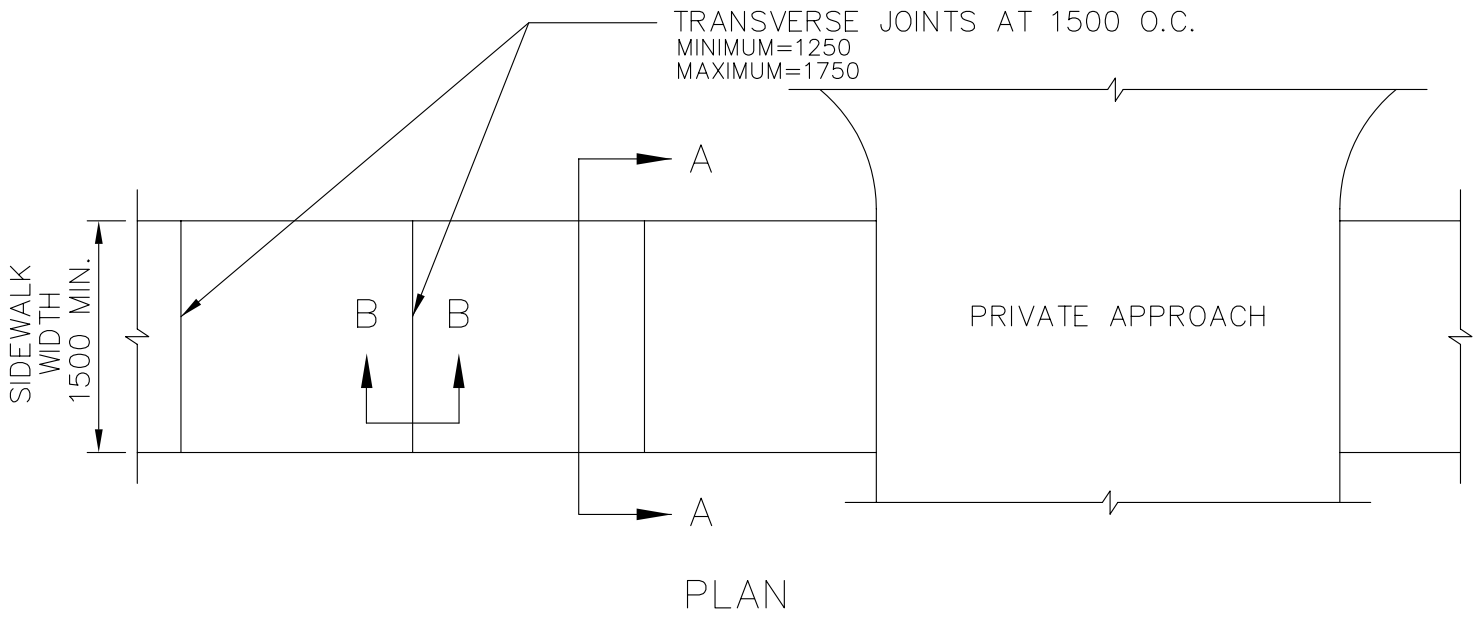 TRANSVERSE JOINTS AT 1500 O.C.
MINIMUM=1250
MAXIMUM=1750
A
SIDEWALK
WIDTH
1500 MIN.
B
B
PRIVATE APPROACH
A
PLAN